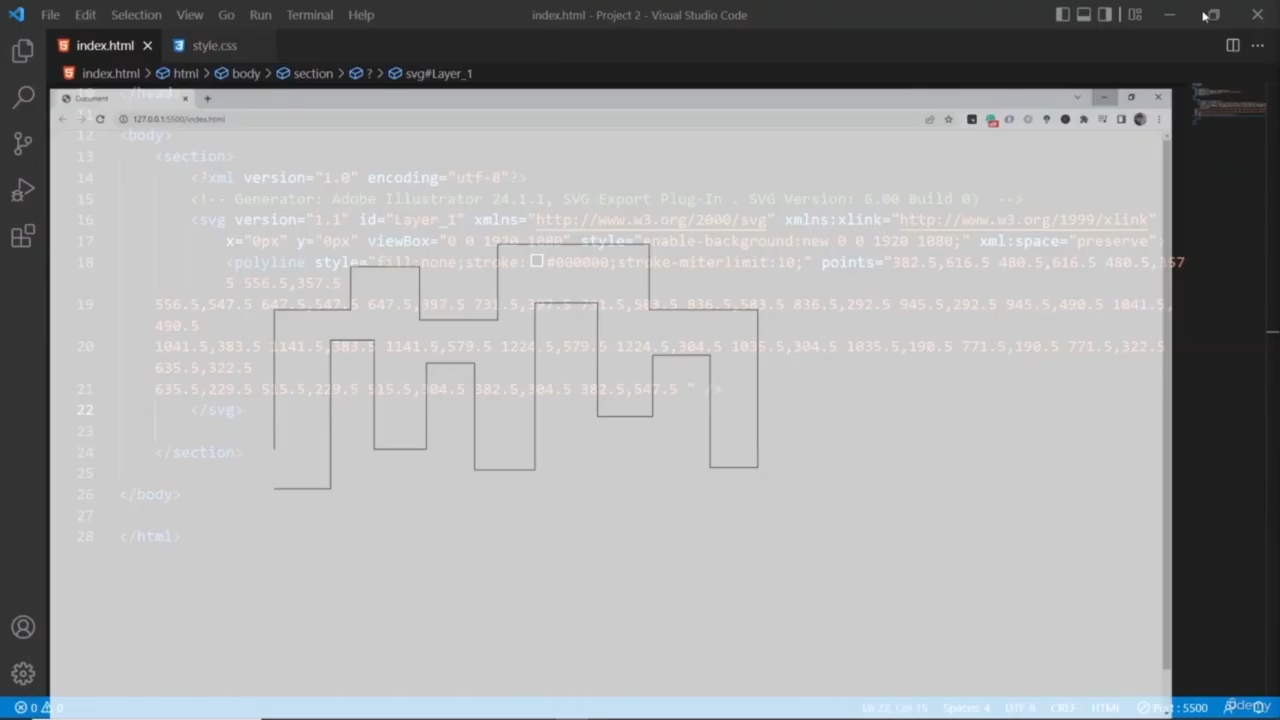 File Edit Selection View Go Run Terminal Help index.html - Project 2 - Visual Studio Code
index.html style.css
index.html > html > body > section > ? > svg#Layer_1
10 </head>
Document
11
127.0.0.1:5500/index.html
12 <body>
13 <section>
14 <?xml version="1.0" encoding="utf-8"?>
15 <!-- Generator: Adobe Illustrator 24.1.1, SVG Export Plug-In . SVG Version: 6.00 Build 0) -->
16 <svg version="1.1" id="Layer_1" xmlns="http://www.w3.org/2000/svg" xmlns:xlink="http://www.w3.org/1999/xlink"
17 x="0px" y="0px" viewBox="0 0 1920 1080" style="enable-background:new 0 0 1920 1080;" xml:space="preserve">
18 <polyline style="fill:none;stroke:#000000;stroke-miterlimit:10;" points="382.5,616.5 480.5,616.5 480.5,357
5 556.5,357.5
19 556.5,547.5 647.5,547.5 647.5,397.5 731.5,397.5 731.5,583.5 836.5,583.5 836.5,292.5 945.5,292.5 945.5,490.5 1041.5,
490.5
20 1041.5,383.5 1141.5,383.5 1141.5,579.5 1224.5,579.5 1224.5,304.5 1035.5,304.5 1035.5,190.5 771.5,190.5 771.5,322.5
635.5,322.5
21 635.5,229.5 515.5,229.5 515.5,304.5 382.5,304.5 382.5,547.5 " />
22 </svg>
23
24 </section>
25
26 </body>
27
28 </html>
0 0 Ln 22, Col 15 Spaces: 4 UTF-8 CRLF HTML Port : 5500
Udemy